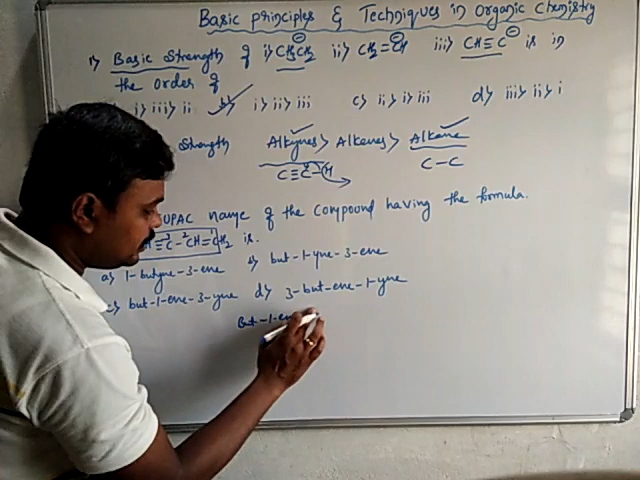 Basic principles & Techniques in Organic Chemistry
1) Basic Strength of i) CH3CH2⊖ ii) CH2=CH⊖ iii) CH≡C⊖ is in
the order of
i) iii) ii b) i) ii) iii c) ii) i) iii d) iii) ii) i
Strength Alkynes > Alkenes > Alkane
C≡C-H C-C
UPAC name of the compound having the formula.
≡C-CH=CH2 is.
a) 1-butyne-3-ene b) but-1-yne-3-ene
c) but-1-ene-3-yne d) 3-but-ene-1-yne
But-1-en